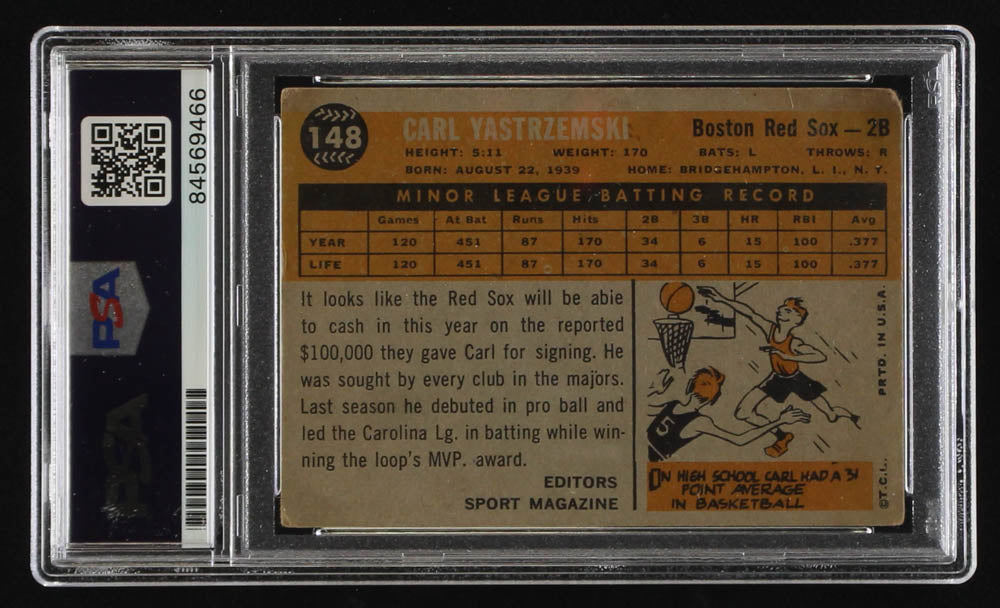 84569466
PSA
PSA
148
CARL YASTRZEMSKI
Boston Red Sox — 2B
HEIGHT: 5:11 WEIGHT: 170 BATS: L THROWS: R
BORN: AUGUST 22, 1939 HOME: BRIDGEHAMPTON, L. I., N. Y.
MINOR LEAGUE BATTING RECORD
Games At Bat Runs Hits 2B 3B HR RBI Avg
YEAR 120 451 87 170 34 6 15 100 .377
LIFE 120 451 87 170 34 6 15 100 .377
It looks like the Red Sox will be able
to cash in this year on the reported
$100,000 they gave Carl for signing. He
was sought by every club in the majors.
Last season he debuted in pro ball and
led the Carolina Lg. in batting while win-
ning the loop's MVP. award.
EDITORS
SPORT MAGAZINE
5
IN HIGH SCHOOL CARL HAD A 31
POINT AVERAGE
IN BASKETBALL
PRTD. IN U.S.A.
©T.C.L.